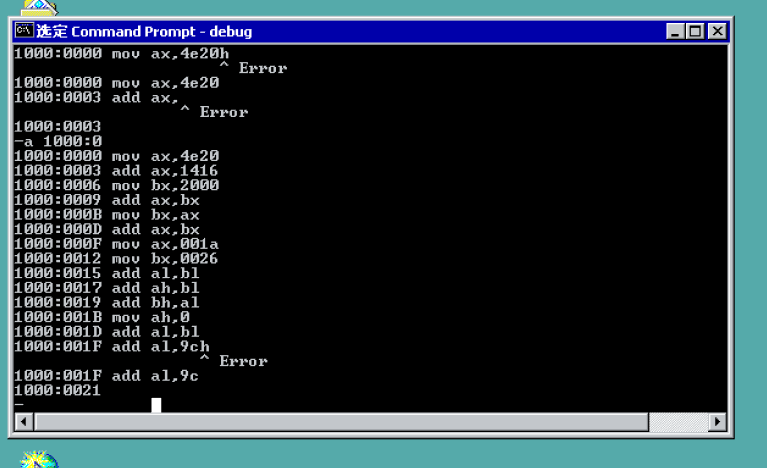 选定 Command Prompt - debug
1000:0000 mov ax,4e20h
^ Error
1000:0000 mov ax,4e20
1000:0003 add ax,
^ Error
1000:0003
-a 1000:0
1000:0000 mov ax,4e20
1000:0003 add ax,1416
1000:0006 mov bx,2000
1000:0009 add ax,bx
1000:000B mov bx,ax
1000:000D add ax,bx
1000:000F mov ax,001a
1000:0012 mov bx,0026
1000:0015 add al,bl
1000:0017 add ah,bl
1000:0019 add bh,al
1000:001B mov ah,0
1000:001D add al,bl
1000:001F add al,9ch
^ Error
1000:001F add al,9c
1000:0021
-